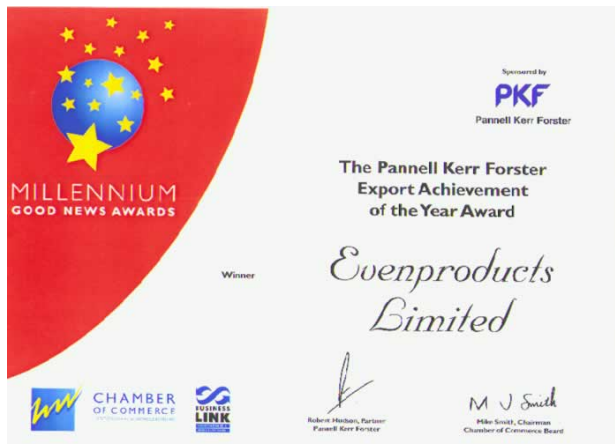 MILLENNIUM
GOOD NEWS AWARDS
Sponsored by
PKF
Pannell Kerr Forster
The Pannell Kerr Forster
Export Achievement
of the Year Award
Winner
Evenproducts
Limited
CHAMBER
OF COMMERCE
BUSINESS
LINK
Robert Hudson, Partner
Pannell Kerr Forster
M J Smith
Mike Smith, Chairman
Chamber of Commerce Board